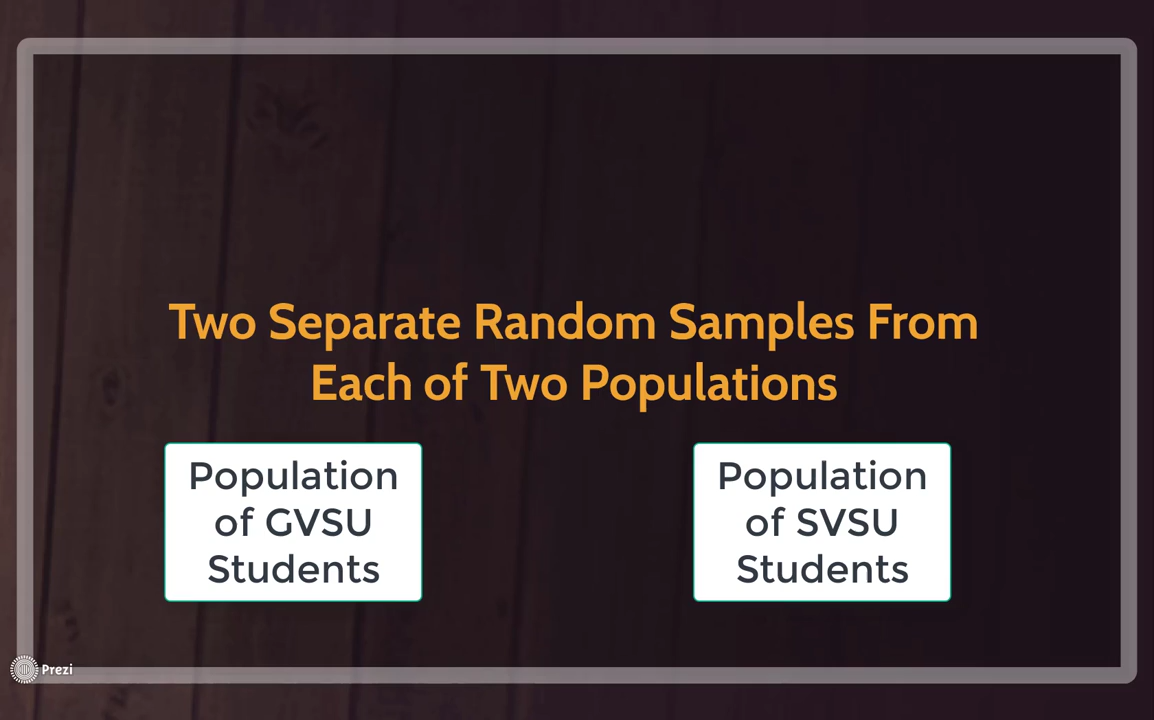 Two Separate Random Samples From
Each of Two Populations
Population
of GVSU
Students
Population
of SVSU
Students
Prezi